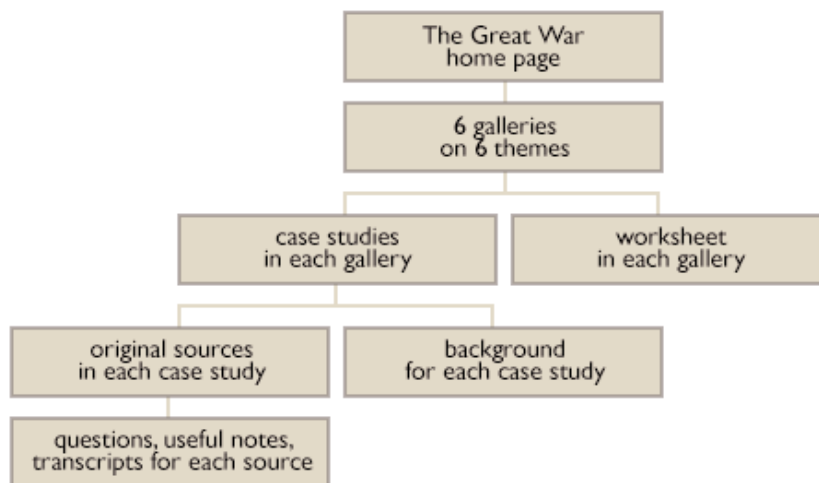 The Great War
home page
6 galleries
on 6 themes
case studies
in each gallery
worksheet
in each gallery
original sources
in each case study
background
for each case study
questions, useful notes,
transcripts for each source